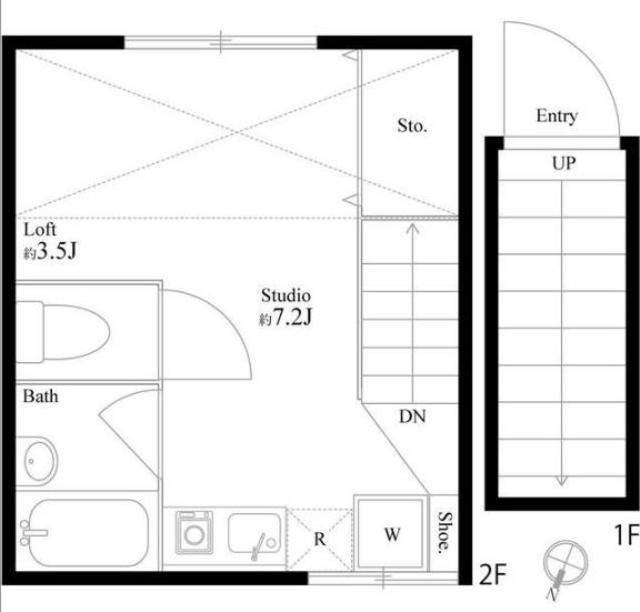 Entry
UP
Sto.
Loft
約3.5J
Studio
約7.2J
Bath
DN
R
W
Shoe.
1F
2F
N